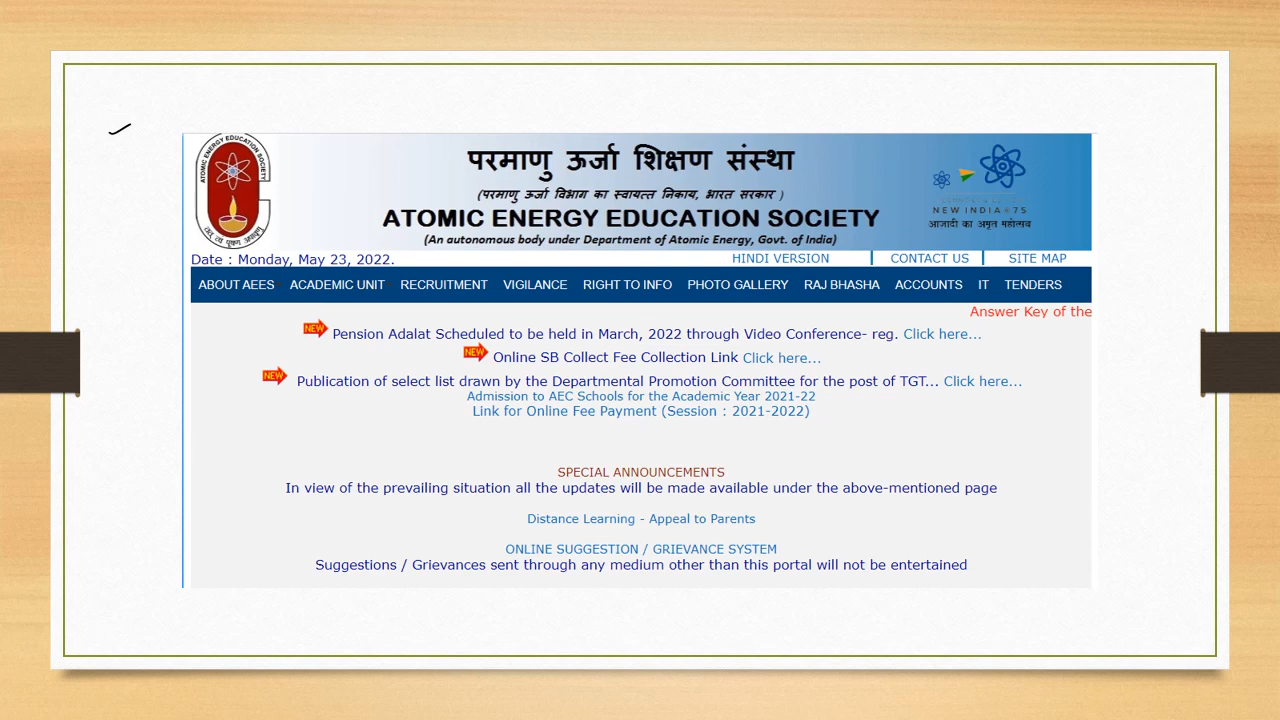 ATOMIC ENERGY EDUCATION SOCIETY
परमाणु ऊर्जा शिक्षण संस्था
(परमाणु ऊर्जा विभाग का स्वायत्त निकाय, भारत सरकार )
ATOMIC ENERGY EDUCATION SOCIETY
(An autonomous body under Department of Atomic Energy, Govt. of India)
NEW INDIA @ 75
आज़ादी का अमृत महोत्सव
Date : Monday, May 23, 2022.
HINDI VERSION CONTACT US SITE MAP
ABOUT AEES ACADEMIC UNIT RECRUITMENT VIGILANCE RIGHT TO INFO PHOTO GALLERY RAJ BHASHA ACCOUNTS IT TENDERS
Answer Key of the
NEW Pension Adalat Scheduled to be held in March, 2022 through Video Conference- reg. Click here...
NEW Online SB Collect Fee Collection Link Click here...
NEW Publication of select list drawn by the Departmental Promotion Committee for the post of TGT... Click here...
Admission to AEC Schools for the Academic Year 2021-22
Link for Online Fee Payment (Session : 2021-2022)
SPECIAL ANNOUNCEMENTS
In view of the prevailing situation all the updates will be made available under the above-mentioned page
Distance Learning - Appeal to Parents
ONLINE SUGGESTION / GRIEVANCE SYSTEM
Suggestions / Grievances sent through any medium other than this portal will not be entertained